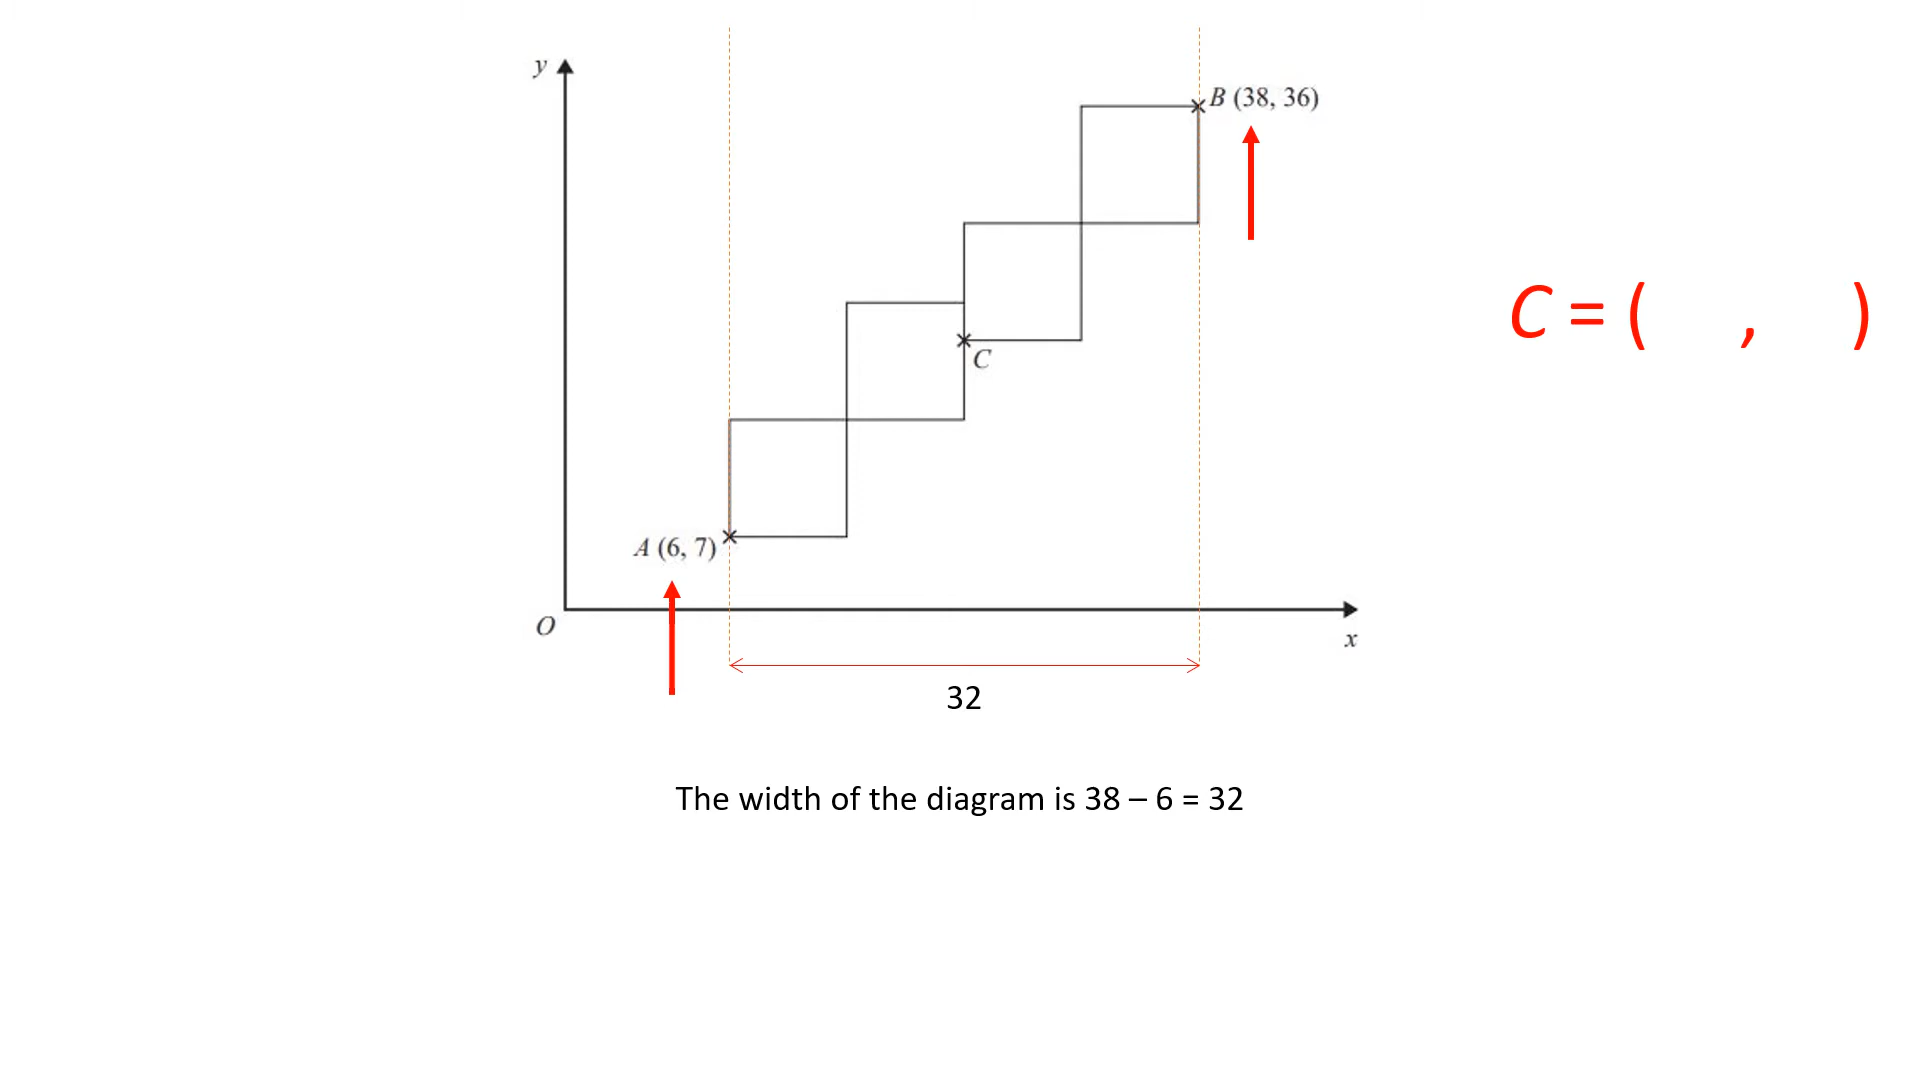 y
B (38, 36)
C = ( , )
C
A (6, 7)
O
x
32
The width of the diagram is 38 – 6 = 32